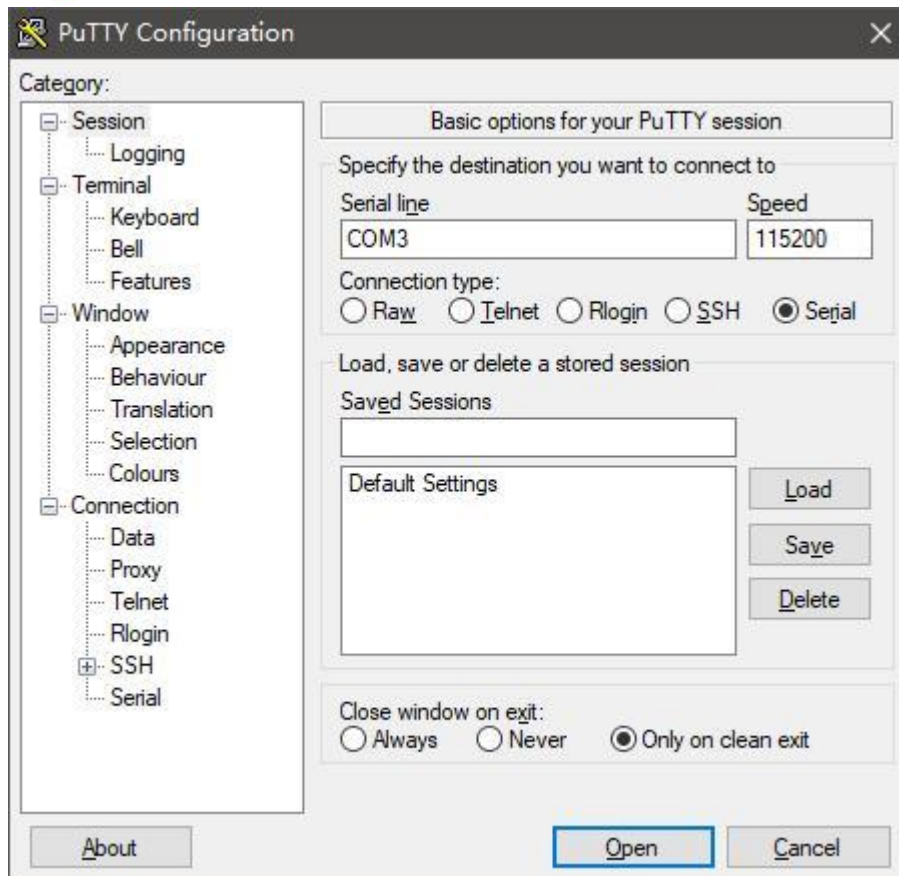 PuTTY Configuration
Category:
Session
Logging
Terminal
Keyboard
Bell
Features
Window
Appearance
Behaviour
Translation
Selection
Colours
Connection
Data
Proxy
Telnet
Rlogin
SSH
Serial
Basic options for your PuTTY session
Specify the destination you want to connect to
Serial line Speed
COM3 115200
Connection type:
Raw Telnet Rlogin SSH Serial
Load, save or delete a stored session
Saved Sessions
Default Settings
Load
Save
Delete
Close window on exit:
Always Never Only on clean exit
About Open Cancel